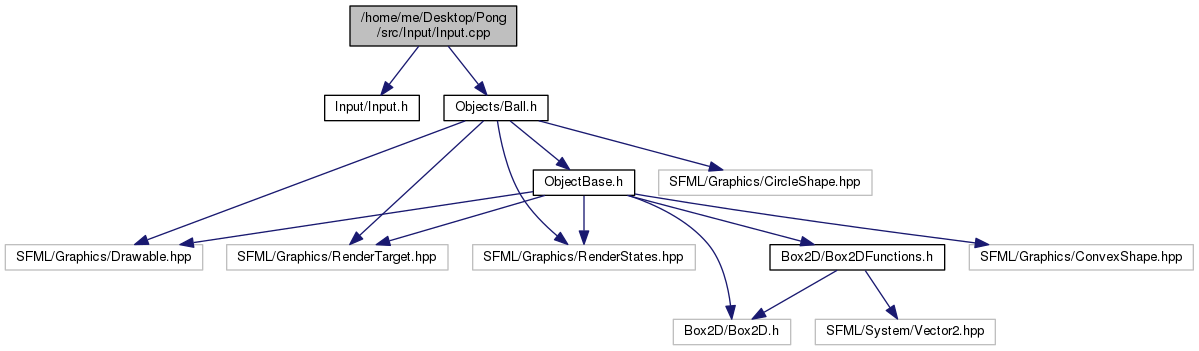 /home/me/Desktop/Pong
/src/Input/Input.cpp
Input/Input.h
Objects/Ball.h
ObjectBase.h
SFML/Graphics/CircleShape.hpp
SFML/Graphics/Drawable.hpp
SFML/Graphics/RenderTarget.hpp
SFML/Graphics/RenderStates.hpp
Box2D/Box2DFunctions.h
SFML/Graphics/ConvexShape.hpp
Box2D/Box2D.h
SFML/System/Vector2.hpp